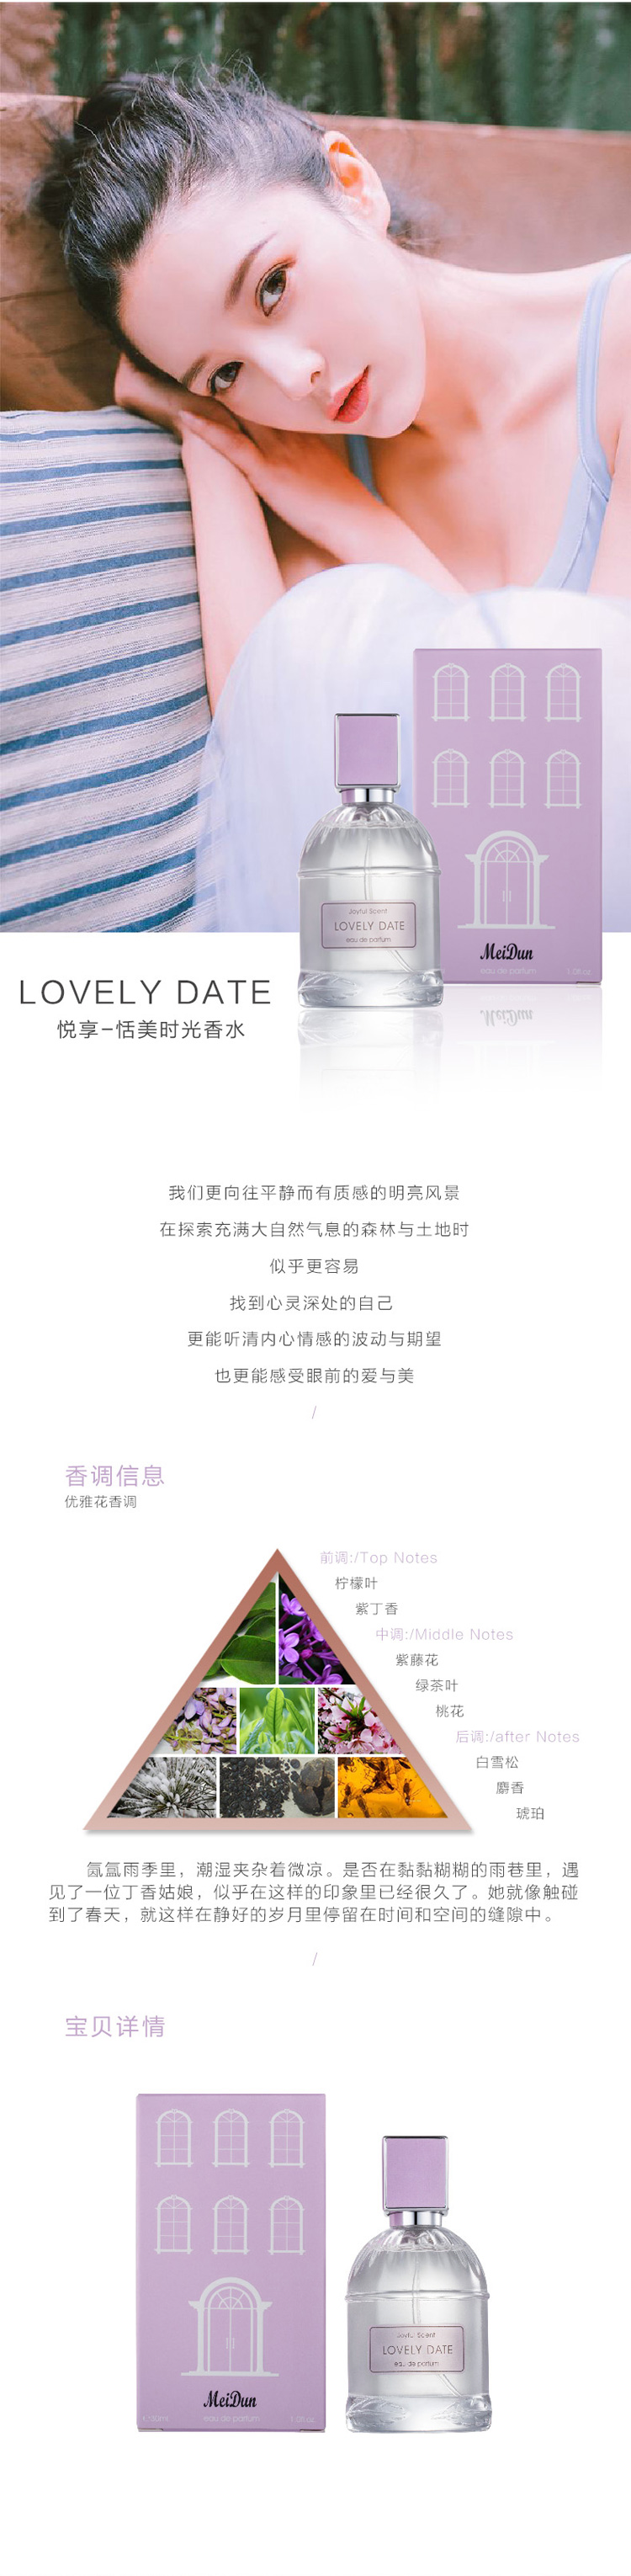 Joyful Scent
LOVELY DATE
eau de parfum
MeiDun
eau de parfum
1.0fl.oz
LOVELY DATE
悦享-恬美时光香水
我们更向往平静而有质感的明亮风景
在探索充满大自然气息的森林与土地时
似乎更容易
找到心灵深处的自己
更能听清内心情感的波动与期望
也更能感受眼前的爱与美
/
香调信息
优雅花香调
前调:/Top Notes
柠檬叶
紫丁香
中调:/Middle Notes
紫藤花
绿茶叶
桃花
后调:/after Notes
白雪松
麝香
琥珀
氤氲雨季里，潮湿夹杂着微凉。是否在黏黏糊糊的雨巷里，遇
见了一位丁香姑娘，似乎在这样的印象里已经很久了。她就像触碰
到了春天，就这样在静好的岁月里停留在时间和空间的缝隙中。
/
宝贝详情
MeiDun
eau de parfum
1.0fl.oz
Joyful Scent
LOVELY DATE
eau de parfum